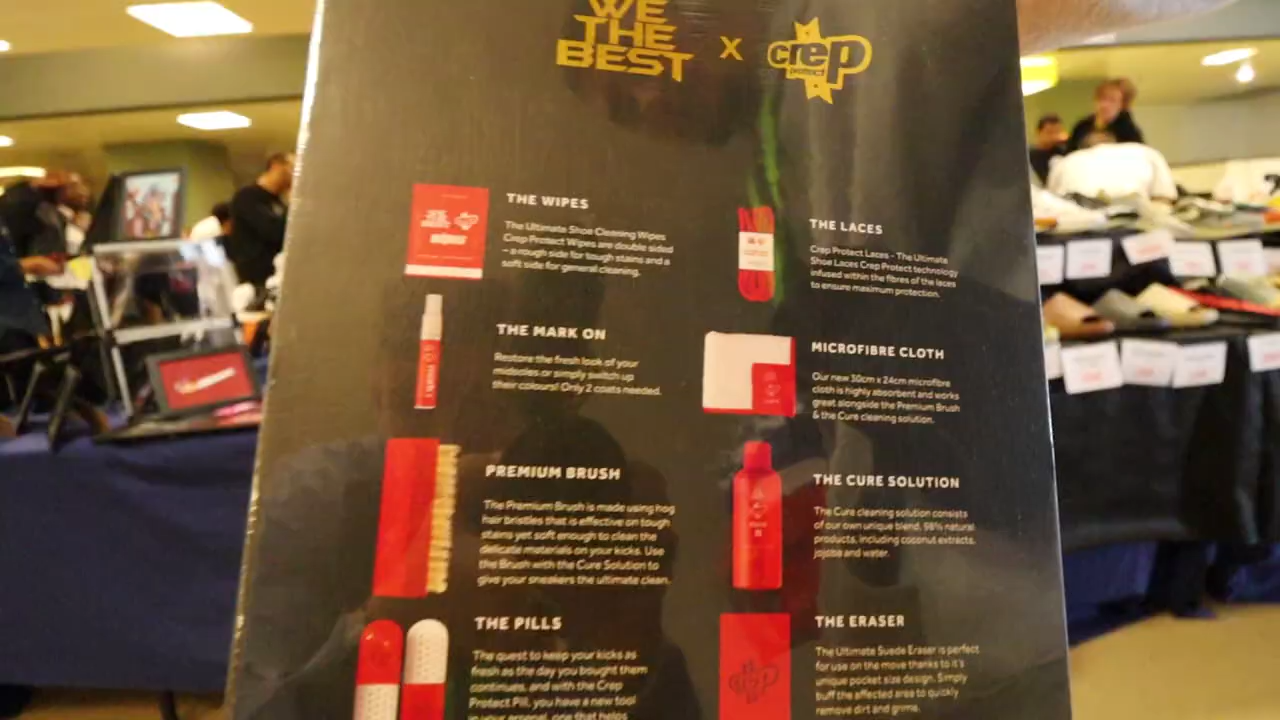 WE
THE
BEST
X
crep
protect
THE WIPES
The Ultimate Shoe Cleaning Wipes
Crep Protect Wipes are double sided
- a rough side for tough stains and a
soft side for general cleaning.
THE MARK ON
Restore the fresh look of your
midsoles or simply switch up
their colours! Only 2 coats needed.
PREMIUM BRUSH
The Premium Brush is made using hog
hair bristles that is effective on tough
stains yet soft enough to clean the
delicate materials on your kicks. Use
the Brush with the Cure Solution to
give your sneakers the ultimate clean.
THE PILLS
The quest to keep your kicks as
fresh as the day you bought them
continues, and with the Crep
Protect Pill, you have a new tool
in your arsenal, one that helps
THE LACES
Crep Protect Laces - The Ultimate
Shoe Laces Crep Protect technology
infused within the fibres of the laces
to ensure maximum protection.
MICROFIBRE CLOTH
Our new 30cm x 24cm microfibre
cloth is highly absorbent and works
great alongside the Premium Brush
& the Cure cleaning solution.
THE CURE SOLUTION
The Cure cleaning solution consists
of our own unique blend, 98% natural
products, including coconut extracts,
jojoba and water.
THE ERASER
The Ultimate Suede Eraser is perfect
for use on the move thanks to it's
unique pocket size design. Simply
buff the affected area to quickly
remove dirt and grime.
crep